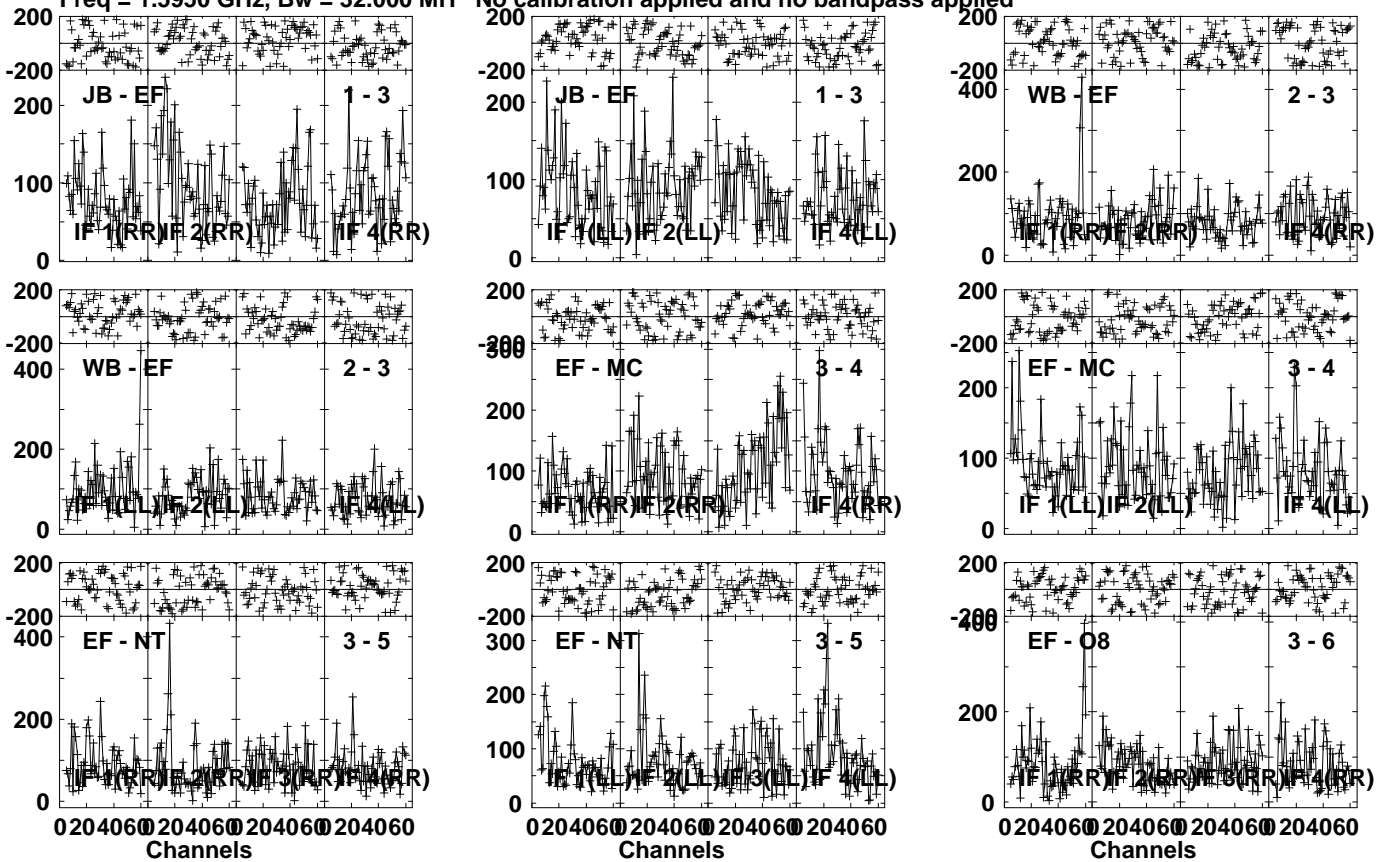 Freq = 1.5950 GHz, Bw = 32.000 MH No calibration applied and no bandpass applied
200
-200
200
100
0
JB - EF 1 - 3
IF 1(RR) IF 2(RR) IF 4(RR)
200
-200
200
100
0
JB - EF 1 - 3
IF 1(LL) IF 2(LL) IF 4(LL)
200
-200
400
200
0
WB - EF 2 - 3
IF 1(RR) IF 2(RR) IF 4(RR)
200
-200
400
200
0
WB - EF 2 - 3
IF 1(LL) IF 2(LL) IF 4(LL)
200
-200
300
200
100
0
EF - MC 3 - 4
IF 1(RR) IF 2(RR) IF 4(RR)
200
-200
200
100
0
EF - MC 3 - 4
IF 1(LL) IF 2(LL) IF 4(LL)
200
-200
400
200
0
EF - NT 3 - 5
IF 1(RR) IF 2(RR) IF 3(RR) IF 4(RR)
0 20 40 60 0 20 40 60 0 20 40 60 0 20 40 60
Channels
200
-200
300
200
100
0
EF - NT 3 - 5
IF 1(LL) IF 2(LL) IF 3(LL) IF 4(LL)
0 20 40 60 0 20 40 60 0 20 40 60 0 20 40 60
Channels
200
-200
400
200
0
EF - O8 3 - 6
IF 1(RR) IF 2(RR) IF 3(RR) IF 4(RR)
0 20 40 60 0 20 40 60 0 20 40 60 0 20 40 60
Channels